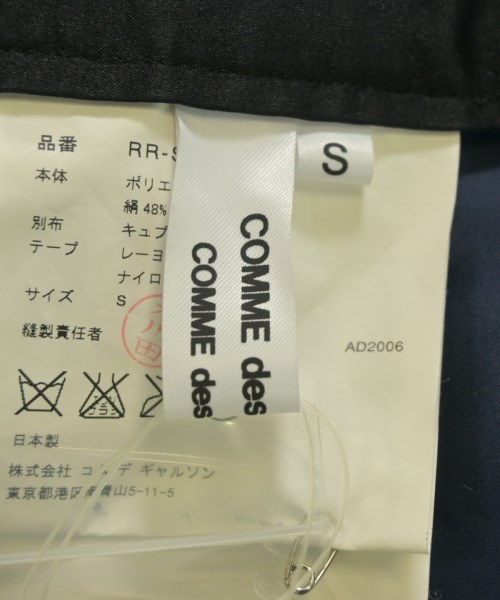 品番 RR-S
本体 ポリエ
絹 48%
別布 キュプ
テープ レーヨ
ナイロ
サイズ S
縫製責任者
日本製
株式会社 コムデ ギャルソン
東京都港区南青山5-11-5
COMME des
COMME des
S
AD2006